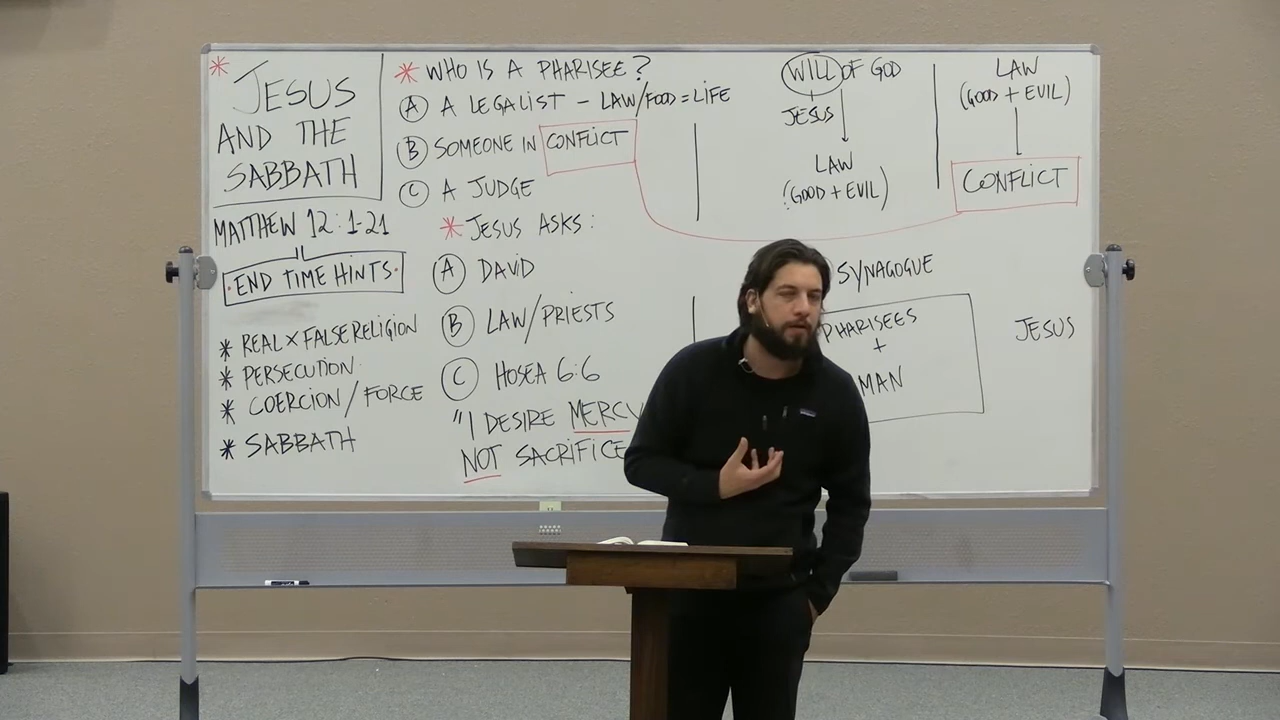 * JESUS
AND THE
SABBATH
MATTHEW 12:1-21
END TIME HINTS
* REAL X FALSE RELIGION
* PERSECUTION
* COERCION/FORCE
* SABBATH
* WHO IS A PHARISEE?
A A LEGALIST - LAW/FOOD = LIFE
B SOMEONE IN CONFLICT
C A JUDGE
* JESUS ASKS:
A DAVID
B LAW/PRIESTS
C HOSEA 6:6
"I DESIRE MERCY
NOT SACRIFICE
WILL OF GOD
JESUS
LAW
(GOOD + EVIL)
LAW
(GOOD + EVIL)
CONFLICT
SYNAGOGUE
PHARISEES
+
MAN
JESUS